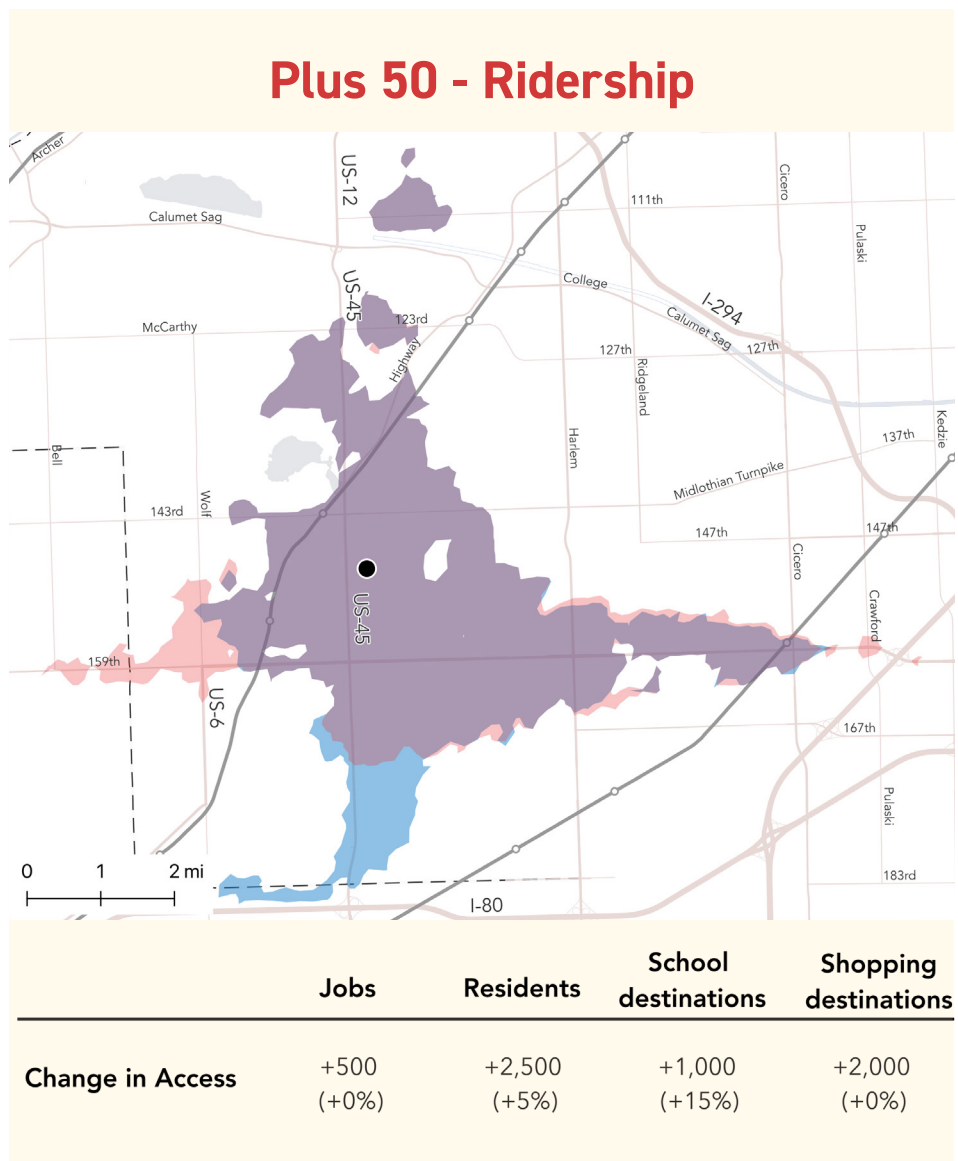 Plus 50 - Ridership
Archer
US-12
Cicero
111th
Calumet Sag
Pulaski
US-45
College
I-294
McCarthy
123rd
Calumet Sag
Highway
127th
127th
Ridgeland
Kedzie
Harlem
137th
Bell
Midlothian Turnpike
Wolf
143rd
147th
147th
Cicero
US-45
Crawford
159th
US-6
167th
Pulaski
0 1 2 mi
183rd
I-80
Jobs
Residents
School
destinations
Shopping
destinations
Change in Access
+500
(+0%)
+2,500
(+5%)
+1,000
(+15%)
+2,000
(+0%)